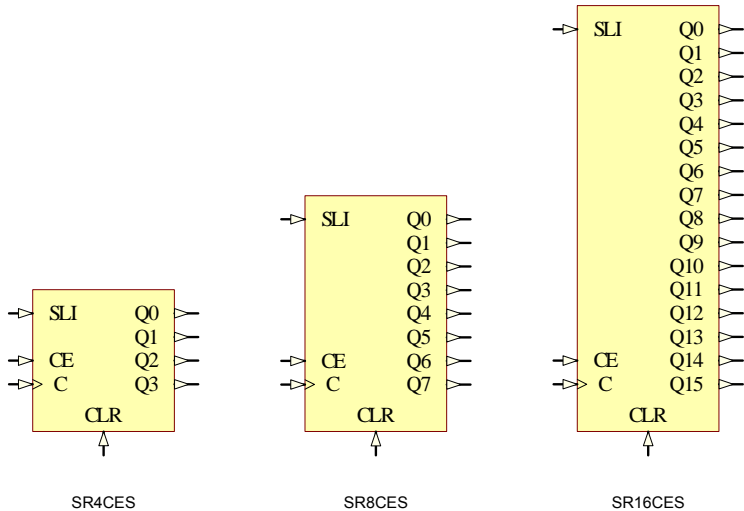 SLI Q0
Q1
CE Q2
C Q3
CLR
SR4CES
SLI Q0
Q1
Q2
Q3
Q4
Q5
CE Q6
C Q7
CLR
SR8CES
SLI Q0
Q1
Q2
Q3
Q4
Q5
Q6
Q7
Q8
Q9
Q10
Q11
Q12
Q13
CE Q14
C Q15
CLR
SR16CES